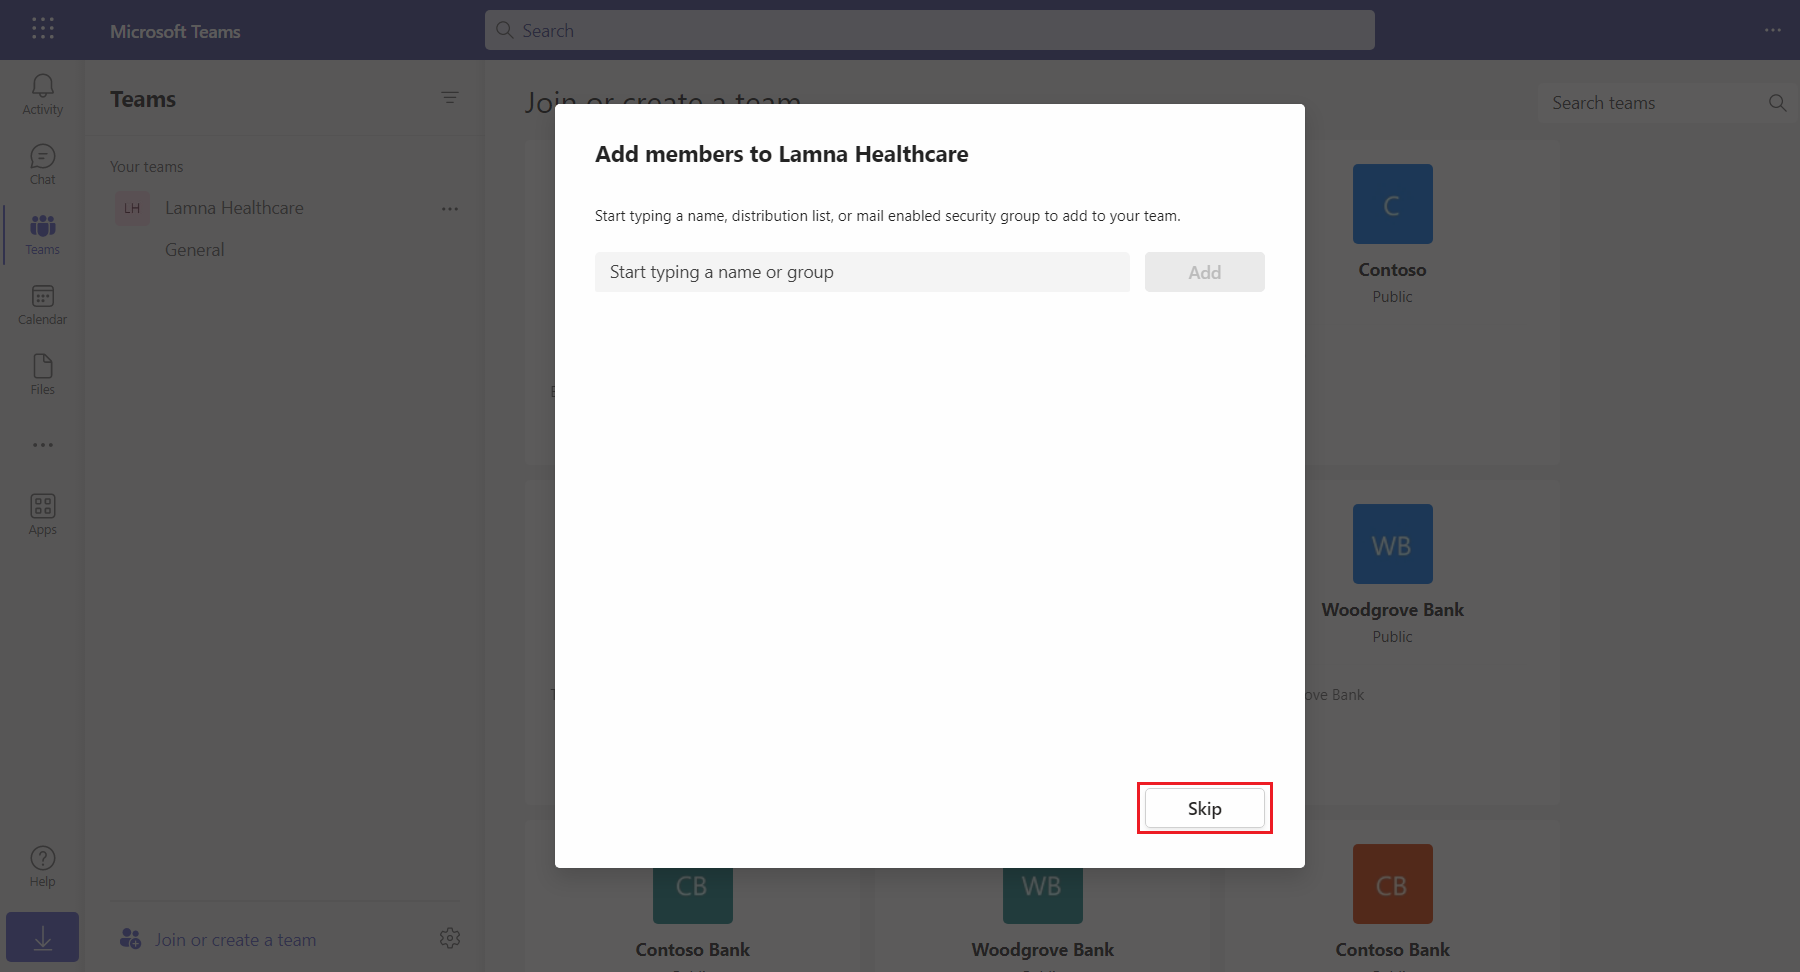 Microsoft Teams
Search
Activity
Chat
Teams
Calendar
Files
Apps
Help
Teams
Your teams
LH Lamna Healthcare
General
Join or create a team
Join or create a team
Search teams
Add members to Lamna Healthcare
Start typing a name, distribution list, or mail enabled security group to add to your team.
Start typing a name or group
Add
Skip
C
Contoso
Public
WB
Woodgrove Bank
Public
ove Bank
CB
Contoso Bank
WB
Woodgrove Bank
CB
Contoso Bank